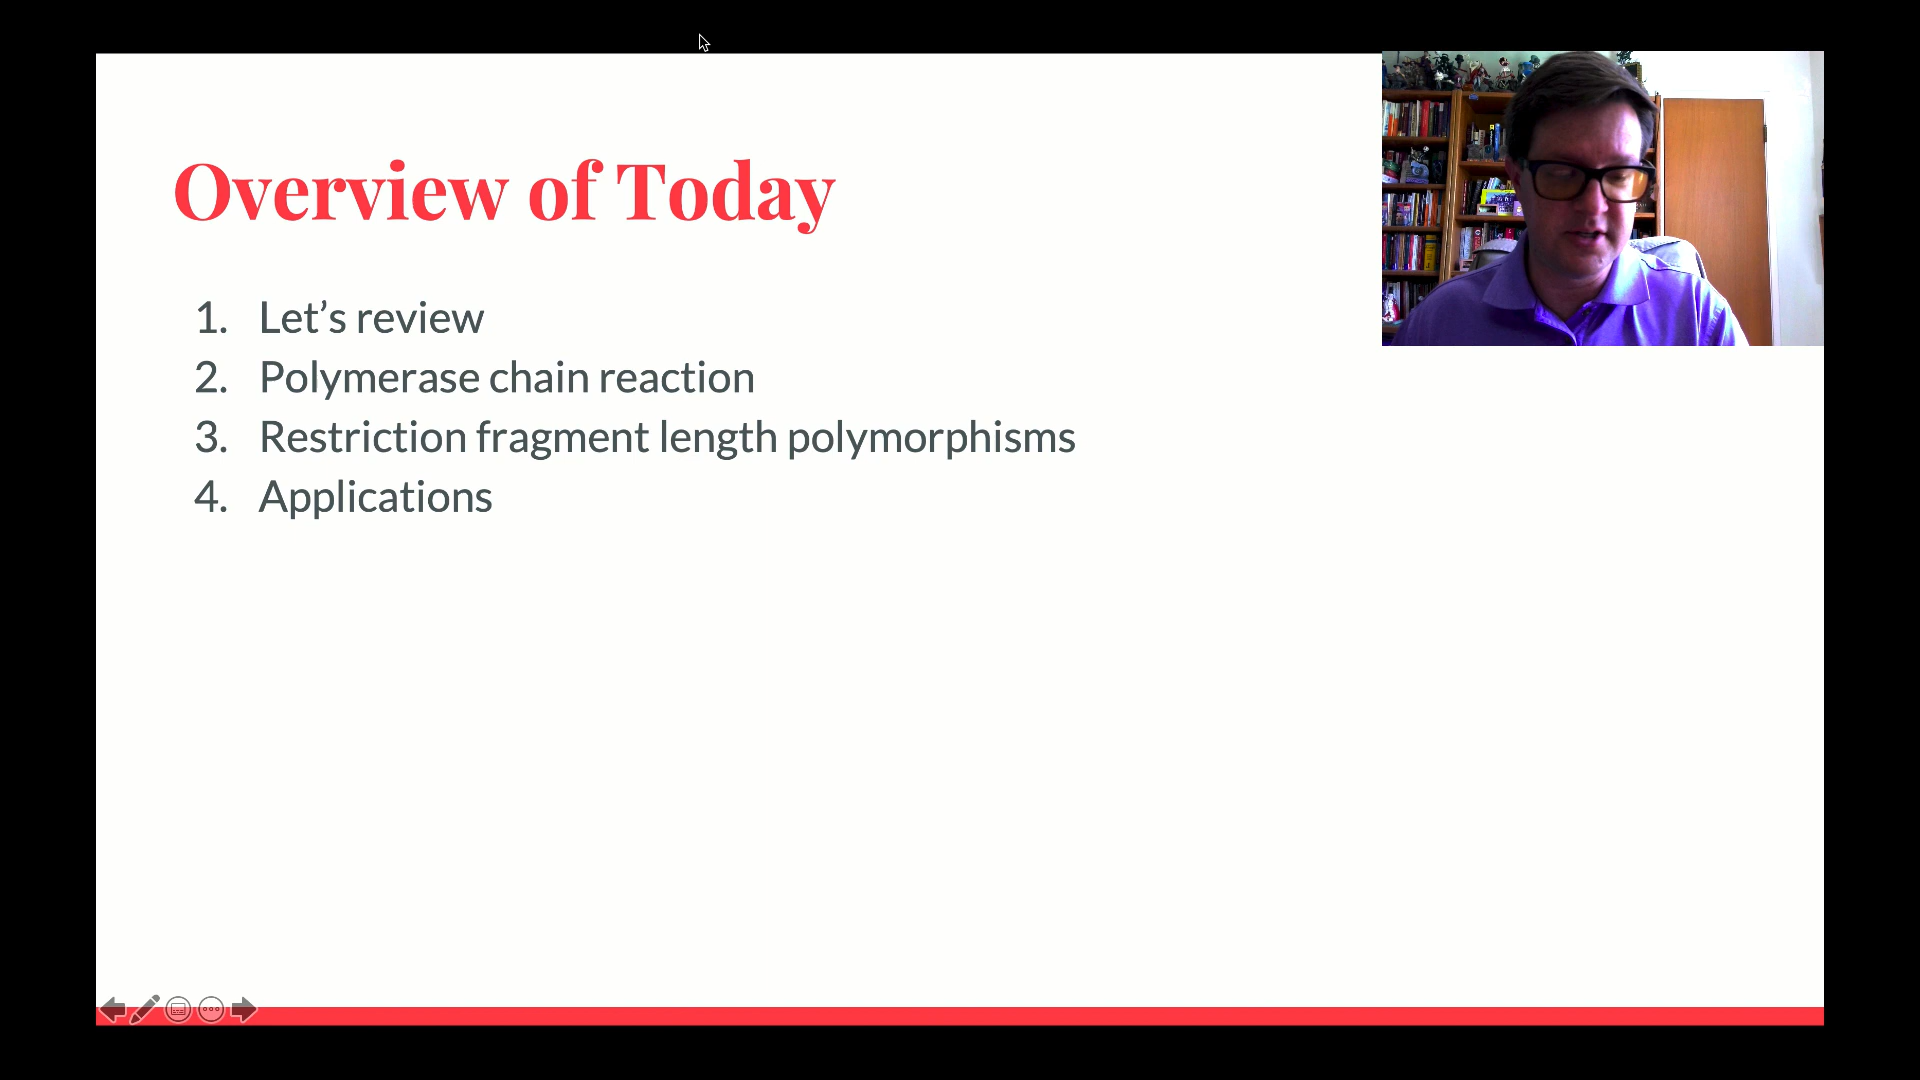 Overview of Today
1. Let’s review
2. Polymerase chain reaction
3. Restriction fragment length polymorphisms
4. Applications